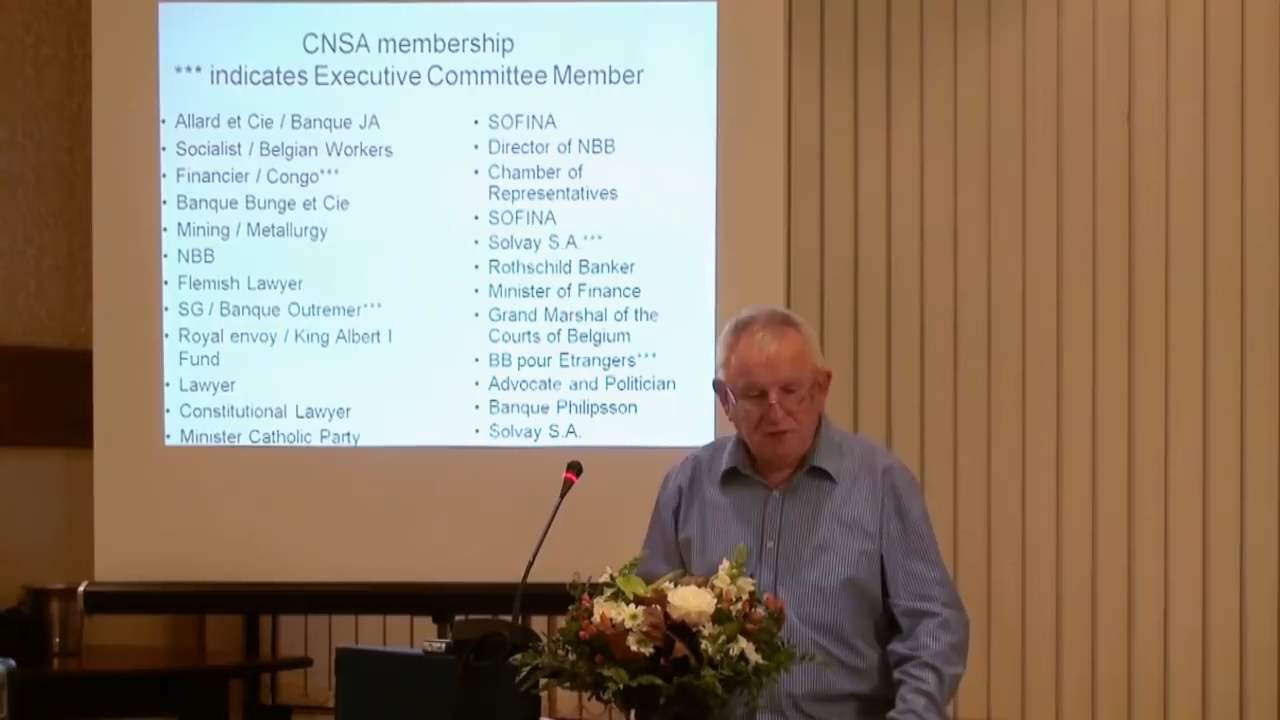 CNSA membership
*** indicates Executive Committee Member
• Allard et Cie / Banque JA
• Socialist / Belgian Workers
• Financier / Congo***
• Banque Bunge et Cie
• Mining / Metallurgy
• NBB
• Flemish Lawyer
• SG / Banque Outremer***
• Royal envoy / King Albert I
Fund
• Lawyer
• Constitutional Lawyer
• Minister Catholic Party
• SOFINA
• Director of NBB
• Chamber of
Representatives
• SOFINA
• Solvay S.A.***
• Rothschild Banker
• Minister of Finance
• Grand Marshal of the
Courts of Belgium
• BB pour Etrangers***
• Advocate and Politician
• Banque Philipsson
• Solvay S.A.